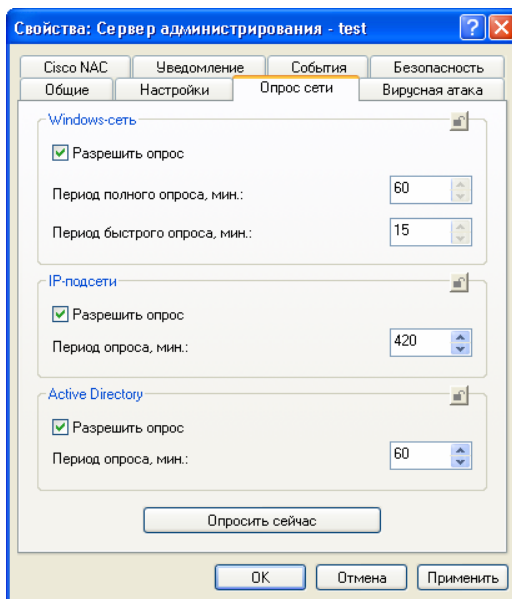 Свойства: Сервер администрирования - test
Cisco NAC Уведомление События Безопасность
Общие Настройки Опрос сети Вирусная атака
Windows-сеть
Разрешить опрос
Период полного опроса, мин.: 60
Период быстрого опроса, мин.: 15
IP-подсети
Разрешить опрос
Период опроса, мин.: 420
Active Directory
Разрешить опрос
Период опроса, мин.: 60
Опросить сейчас
OK Отмена Применить